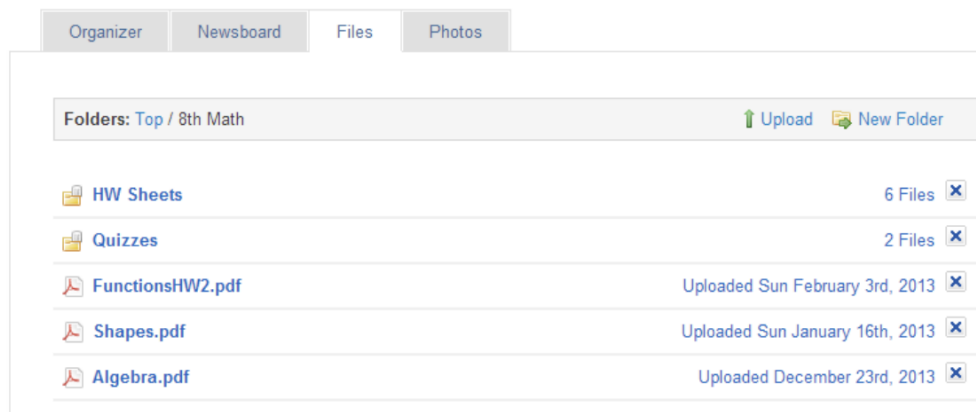 Organizer Newsboard Files Photos
Folders: Top / 8th Math Upload New Folder
HW Sheets 6 Files
Quizzes 2 Files
FunctionsHW2.pdf Uploaded Sun February 3rd, 2013
Shapes.pdf Uploaded Sun January 16th, 2013
Algebra.pdf Uploaded December 23rd, 2013